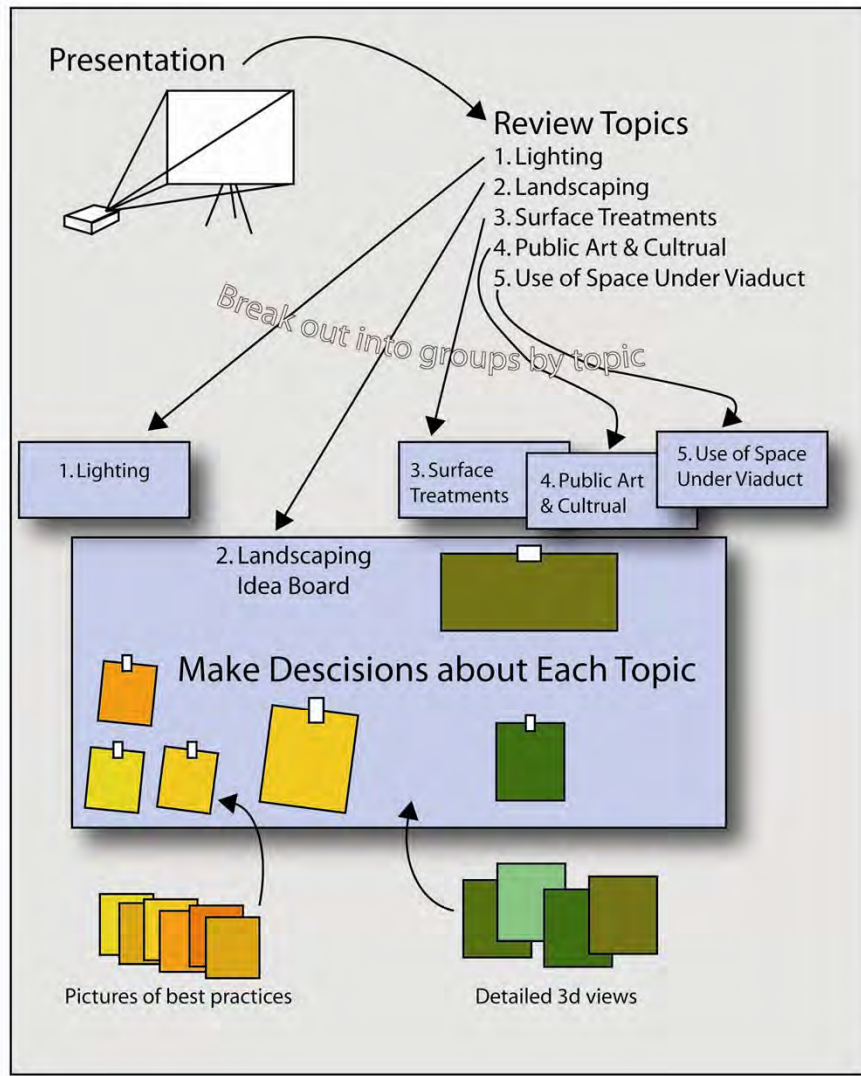 Presentation
Review Topics
1. Lighting
2. Landscaping
3. Surface Treatments
4. Public Art & Cultrual
5. Use of Space Under Viaduct
Break out into groups by topic
1. Lighting
3. Surface
Treatments
4. Public Art
& Cultrual
5. Use of Space
Under Viaduct
2. Landscaping
Idea Board
Make Descisions about Each Topic
Pictures of best practices
Detailed 3d views